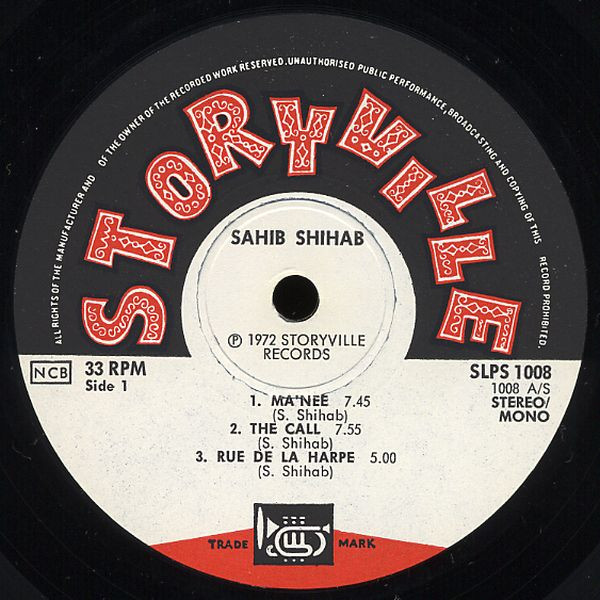 ALL RIGHTS OF THE MANUFACTURER AND OF THE OWNER OF THE RECORDED WORK RESERVED. UNAUTHORISED PUBLIC PERFORMANCE, BROADCASTING AND COPYING OF THIS RECORD PROHIBITED.
STORYVILLE
SAHIB SHIHAB
℗ 1972 STORYVILLE
RECORDS
NCB
33 RPM
Side 1
SLPS 1008
1008 A/S
STEREO/
MONO
1. MA'NEE 7.45
(S. Shihab)
2. THE CALL 7.55
(S. Shihab)
3. RUE DE LA HARPE 5.00
(S. Shihab)
TRADE MARK